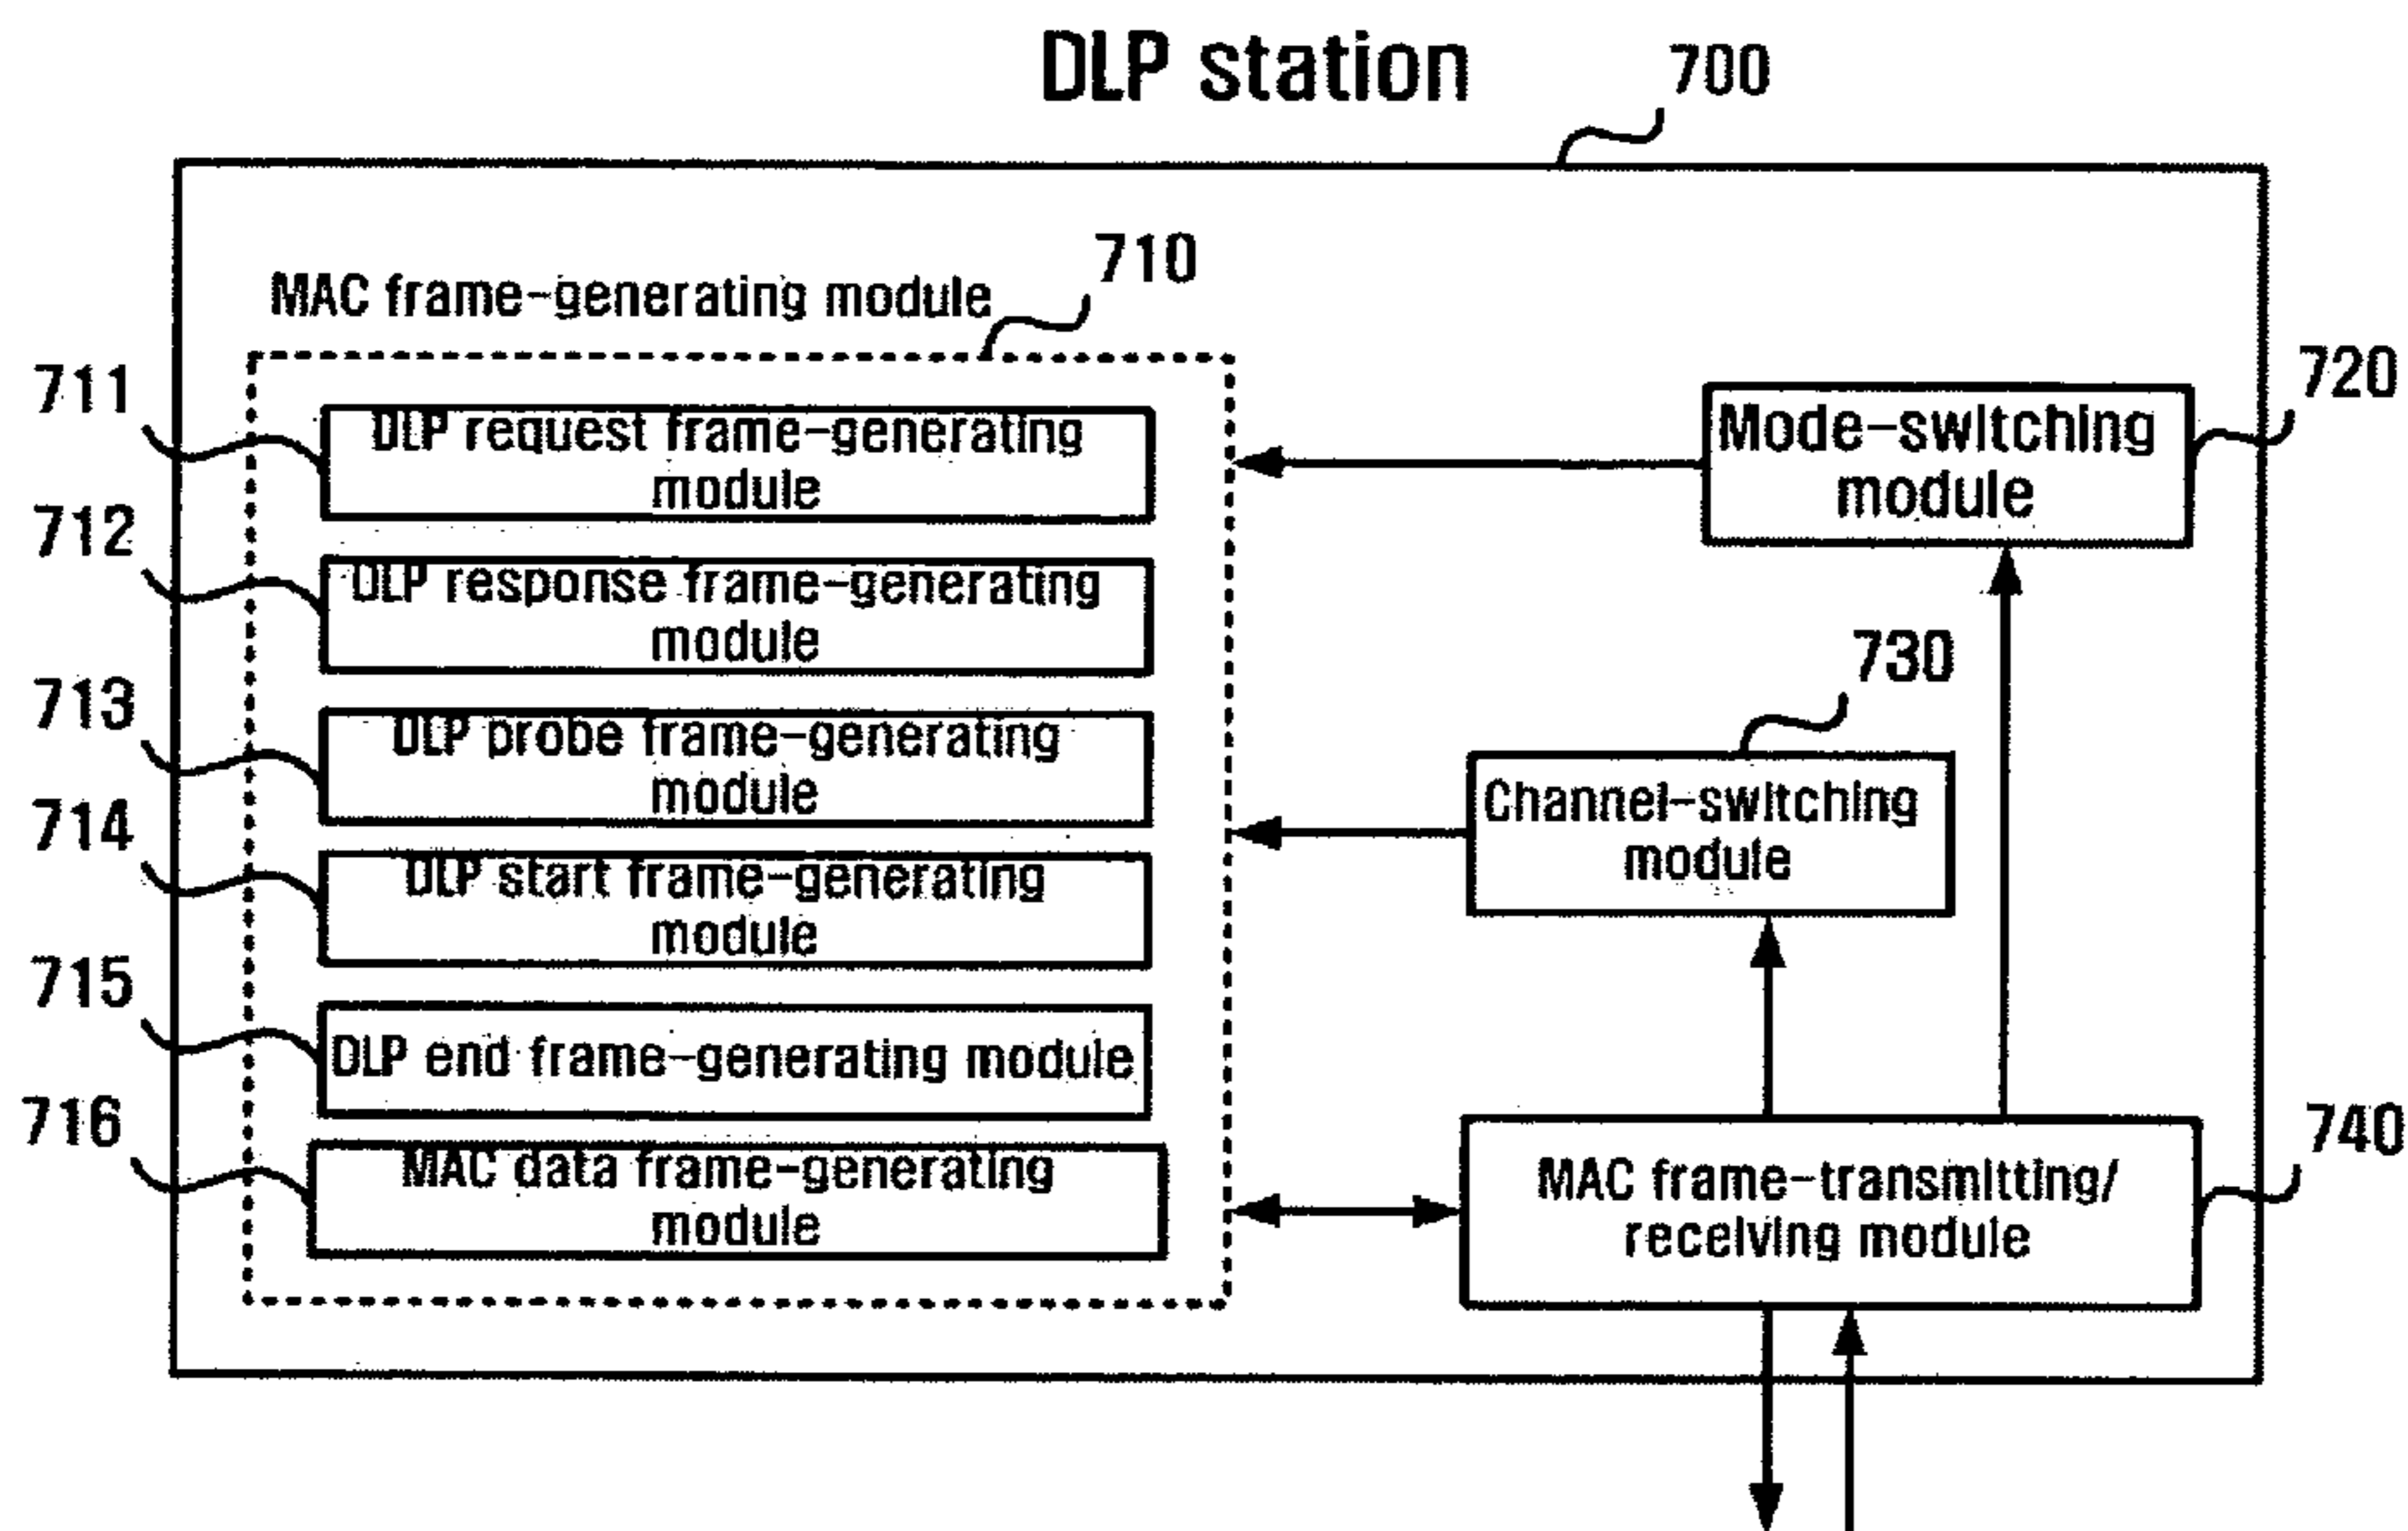 DLP station
700
MAC frame-generating module
710
711
DLP request frame-generating
module
712
DLP response frame-generating
module
713
DLP probe frame-generating
module
714
DLP start frame-generating
module
715
DLP end frame-generating module
716
MAC data frame-generating
module
720
Mode-switching
module
730
Channel-switching
module
740
MAC frame-transmitting/
receiving module